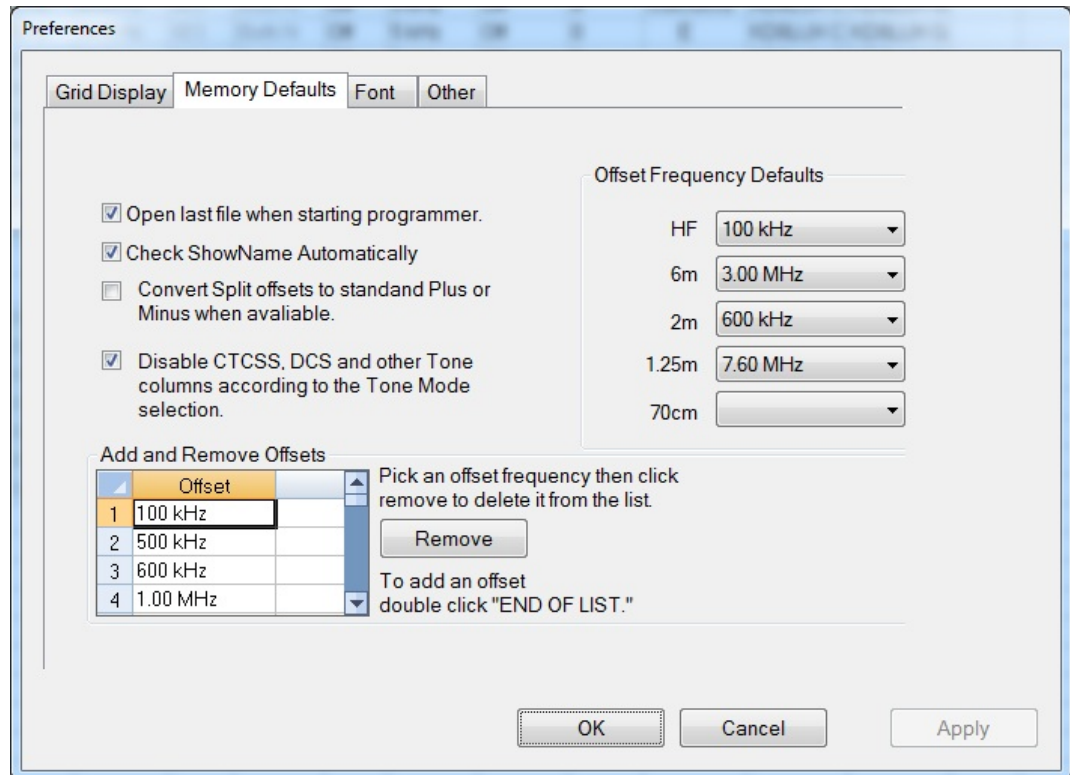 Preferences
Grid Display Memory Defaults Font Other
Offset Frequency Defaults
Open last file when starting programmer.
Check ShowName Automatically
Convert Split offsets to standand Plus or
Minus when avaliable.
Disable CTCSS, DCS and other Tone
columns according to the Tone Mode
selection.
HF 100 kHz
6m 3.00 MHz
2m 600 kHz
1.25m 7.60 MHz
70cm
Add and Remove Offsets
Offset
1 100 kHz
2 500 kHz
3 600 kHz
4 1.00 MHz
Pick an offset frequency then click
remove to delete it from the list.
Remove
To add an offset
double click "END OF LIST."
OK Cancel Apply